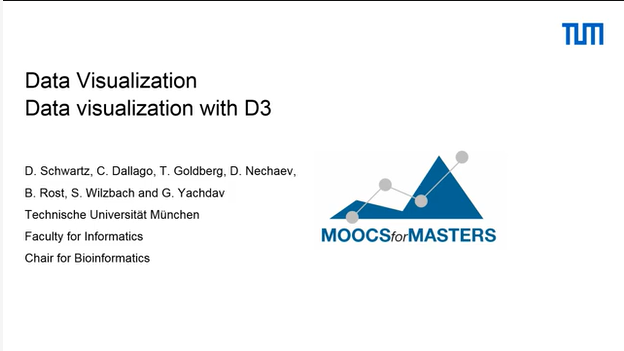 TUM
Data Visualization
Data visualization with D3
D. Schwartz, C. Dallago, T. Goldberg, D. Nechaev,
B. Rost, S. Wilzbach and G. Yachdav
Technische Universität München
Faculty for Informatics
Chair for Bioinformatics
MOOCSforMASTERS